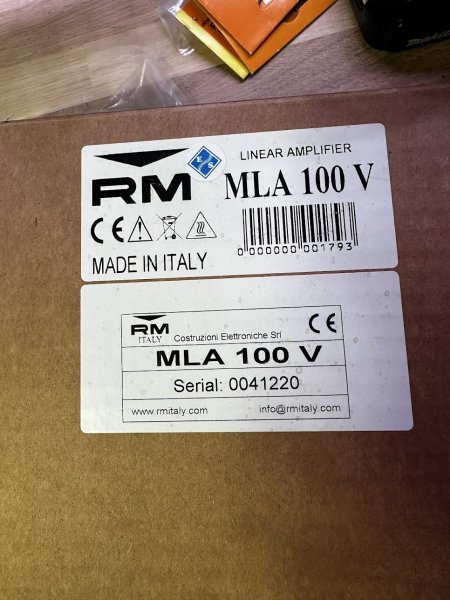 makita
RM
E
S
LINEAR AMPLIFIER
MLA 100 V
CE
0 000000 001793
MADE IN ITALY
RM
ITALY
Costruzioni Elettroniche Srl
CE
MLA 100 V
Serial: 0041220
www.rmitaly.com
info@rmitaly.com